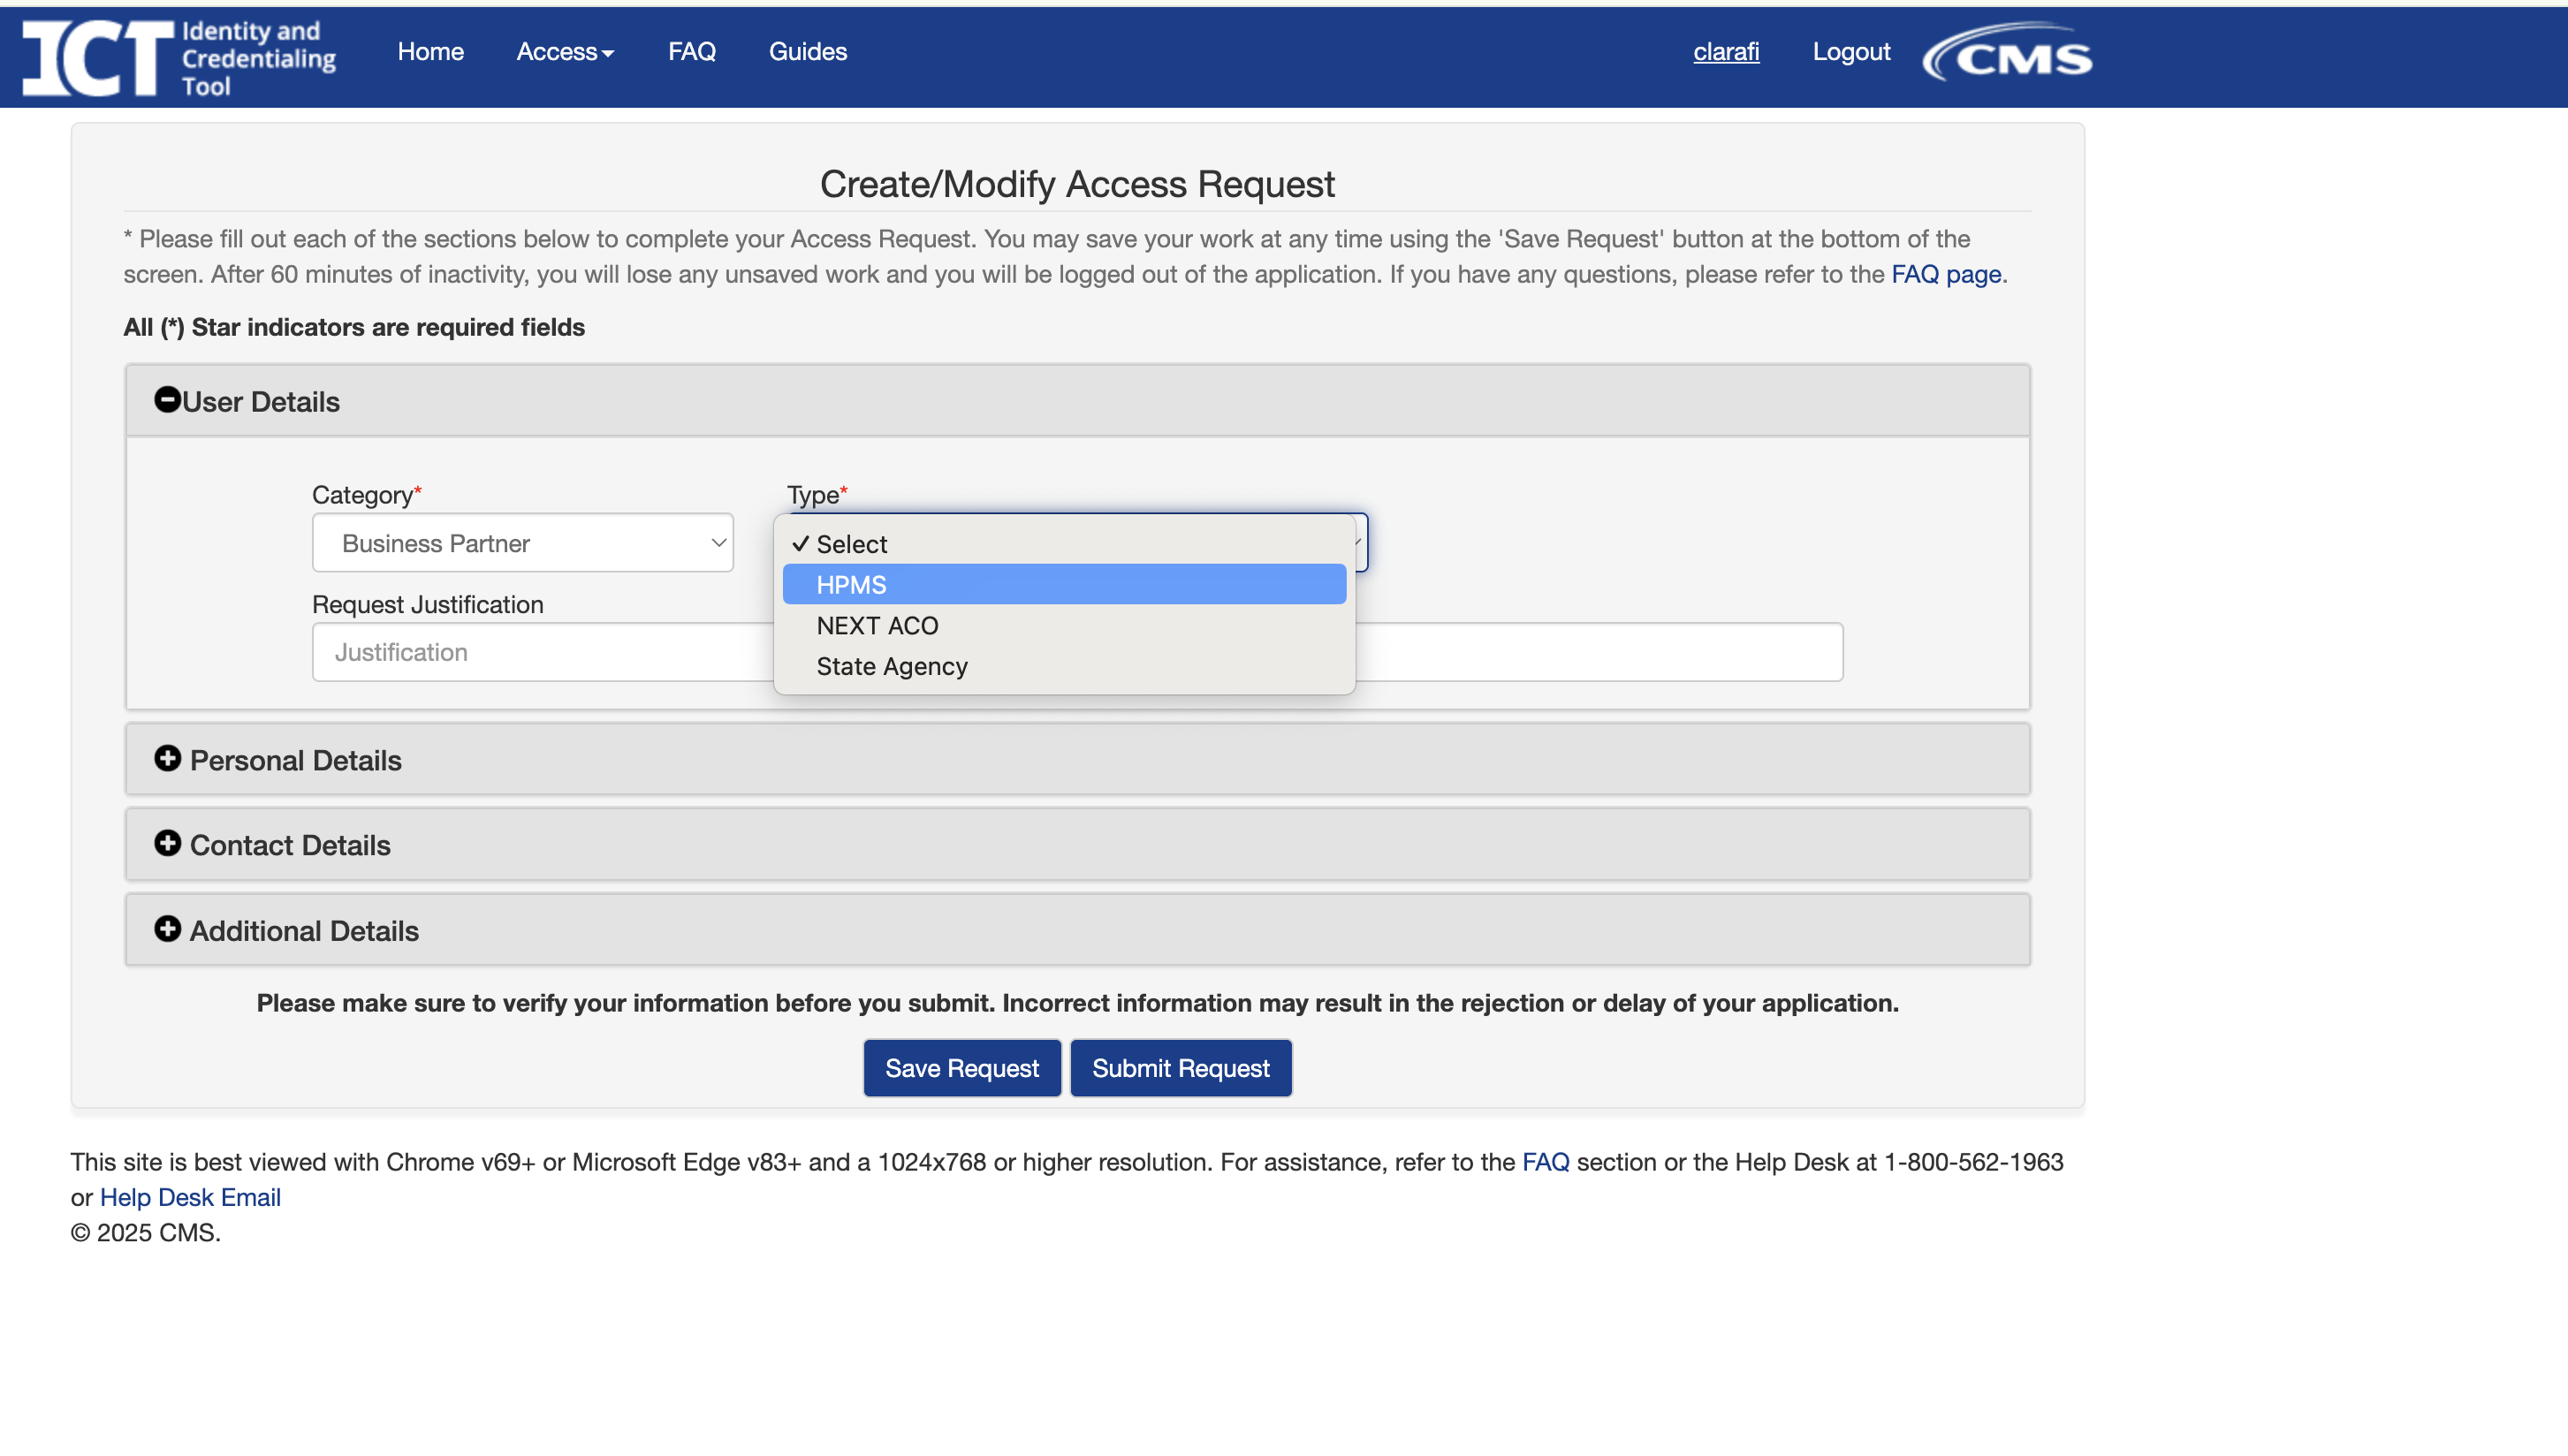 ICT Identity and
Credentialing
Tool
Home Access FAQ Guides clarafi Logout CMS
Create/Modify Access Request
* Please fill out each of the sections below to complete your Access Request. You may save your work at any time using the 'Save Request' button at the bottom of the
screen. After 60 minutes of inactivity, you will lose any unsaved work and you will be logged out of the application. If you have any questions, please refer to the FAQ page.
All (*) Star indicators are required fields
User Details
Category* Type*
Business Partner
✓ Select
HPMS
NEXT ACO
State Agency
Request Justification
Justification
Personal Details
Contact Details
Additional Details
Please make sure to verify your information before you submit. Incorrect information may result in the rejection or delay of your application.
Save Request Submit Request
This site is best viewed with Chrome v69+ or Microsoft Edge v83+ and a 1024x768 or higher resolution. For assistance, refer to the FAQ section or the Help Desk at 1-800-562-1963
or Help Desk Email
© 2025 CMS.